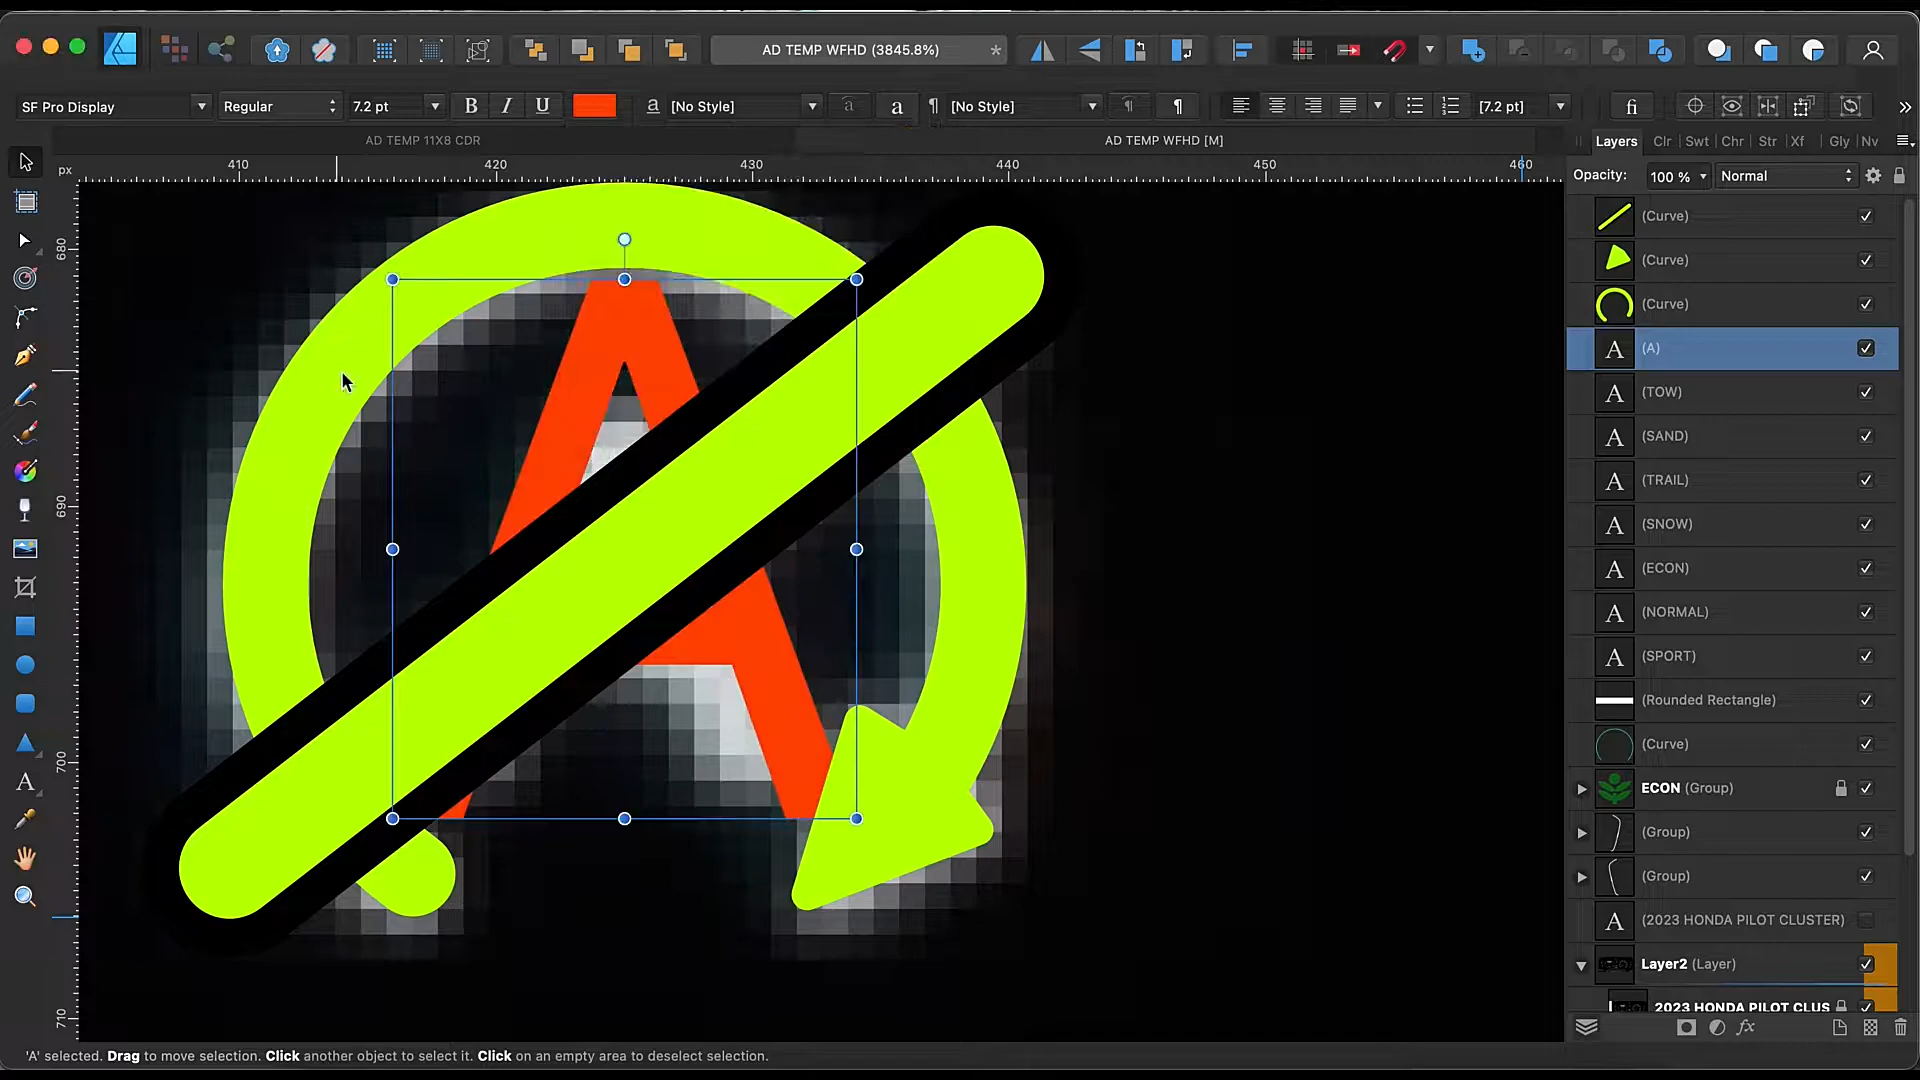 AD TEMP WFHD (3845.8%)
*
SF Pro Display
Regular
7.2 pt
B I U
a [No Style]
a
a
¶ [No Style]
¶
¶
[7.2 pt]
fi
AD TEMP 11X8 CDR
AD TEMP WFHD [M]
Layers Clr Swt Chr Str Xf Gly Nv
px
410
420
430
440
450
460
680
690
700
710
Opacity: 100 % Normal
(Curve)
(Curve)
(Curve)
A (A)
A (TOW)
A (SAND)
A (TRAIL)
A (SNOW)
A (ECON)
A (NORMAL)
A (SPORT)
(Rounded Rectangle)
(Curve)
ECON (Group)
(Group)
(Group)
A (2023 HONDA PILOT CLUSTER)
Layer2 (Layer)
2023 HONDA PILOT CLUS
fx
A
A
'A' selected. Drag to move selection. Click another object to select it. Click on an empty area to deselect selection.